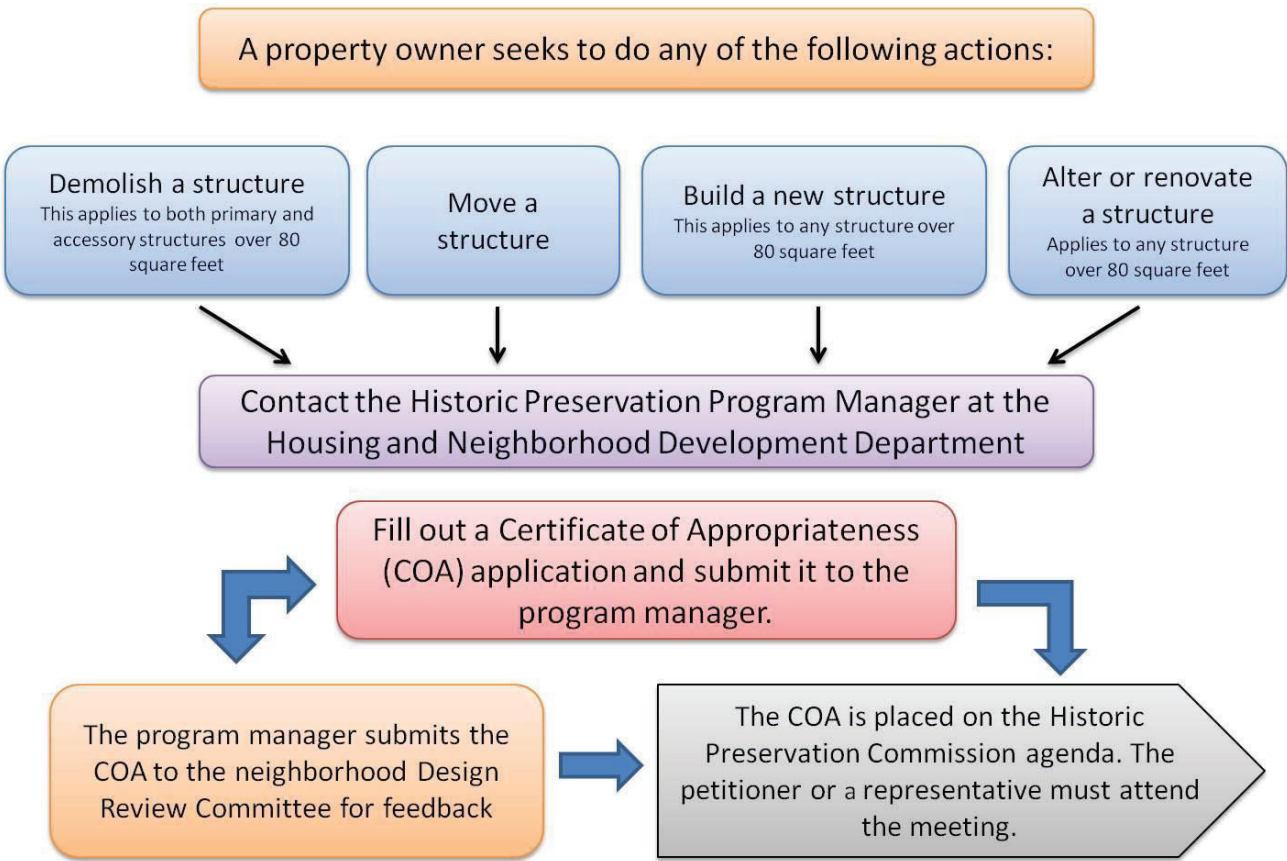 A property owner seeks to do any of the following actions:
Demolish a structure
This applies to both primary and
accessory structures over 80
square feet
Move a
structure
Build a new structure
This applies to any structure over
80 square feet
Alter or renovate
a structure
Applies to any structure
over 80 square feet
Contact the Historic Preservation Program Manager at the
Housing and Neighborhood Development Department
Fill out a Certificate of Appropriateness
(COA) application and submit it to the
program manager.
The program manager submits the
COA to the neighborhood Design
Review Committee for feedback
The COA is placed on the Historic
Preservation Commission agenda. The
petitioner or a representative must attend
the meeting.